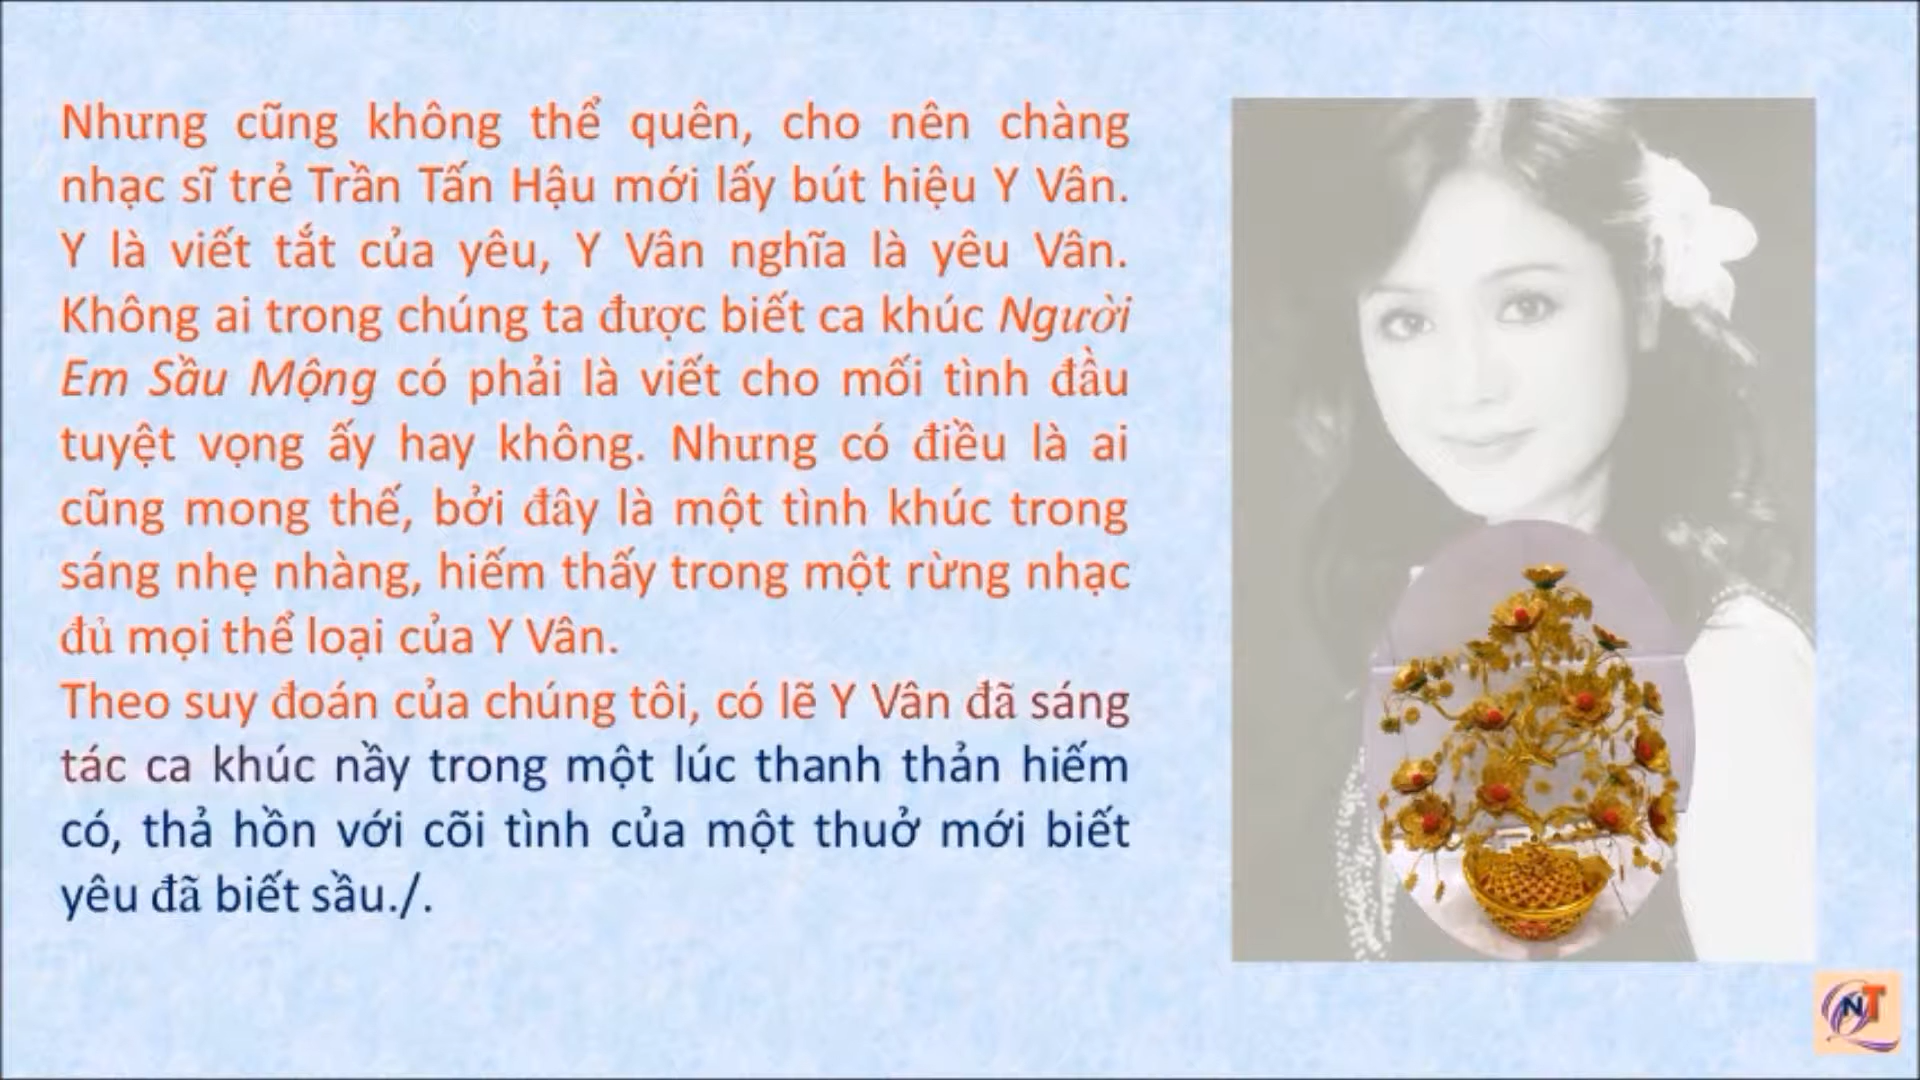 Nhưng cũng không thể quên, cho nên chàng
nhạc sĩ trẻ Trần Tấn Hậu mới lấy bút hiệu Y Vân.
Y là viết tắt của yêu, Y Vân nghĩa là yêu Vân.
Không ai trong chúng ta được biết ca khúc Người
Em Sầu Mộng có phải là viết cho mối tình đầu
tuyệt vọng ấy hay không. Nhưng có điều là ai
cũng mong thế, bởi đây là một tình khúc trong
sáng nhẹ nhàng, hiếm thấy trong một rừng nhạc
đủ mọi thể loại của Y Vân.
Theo suy đoán của chúng tôi, có lẽ Y Vân đã sáng
tác ca khúc nầy trong một lúc thanh thản hiếm
có, thả hồn với cõi tình của một thuở mới biết
yêu đã biết sầu./.
NT